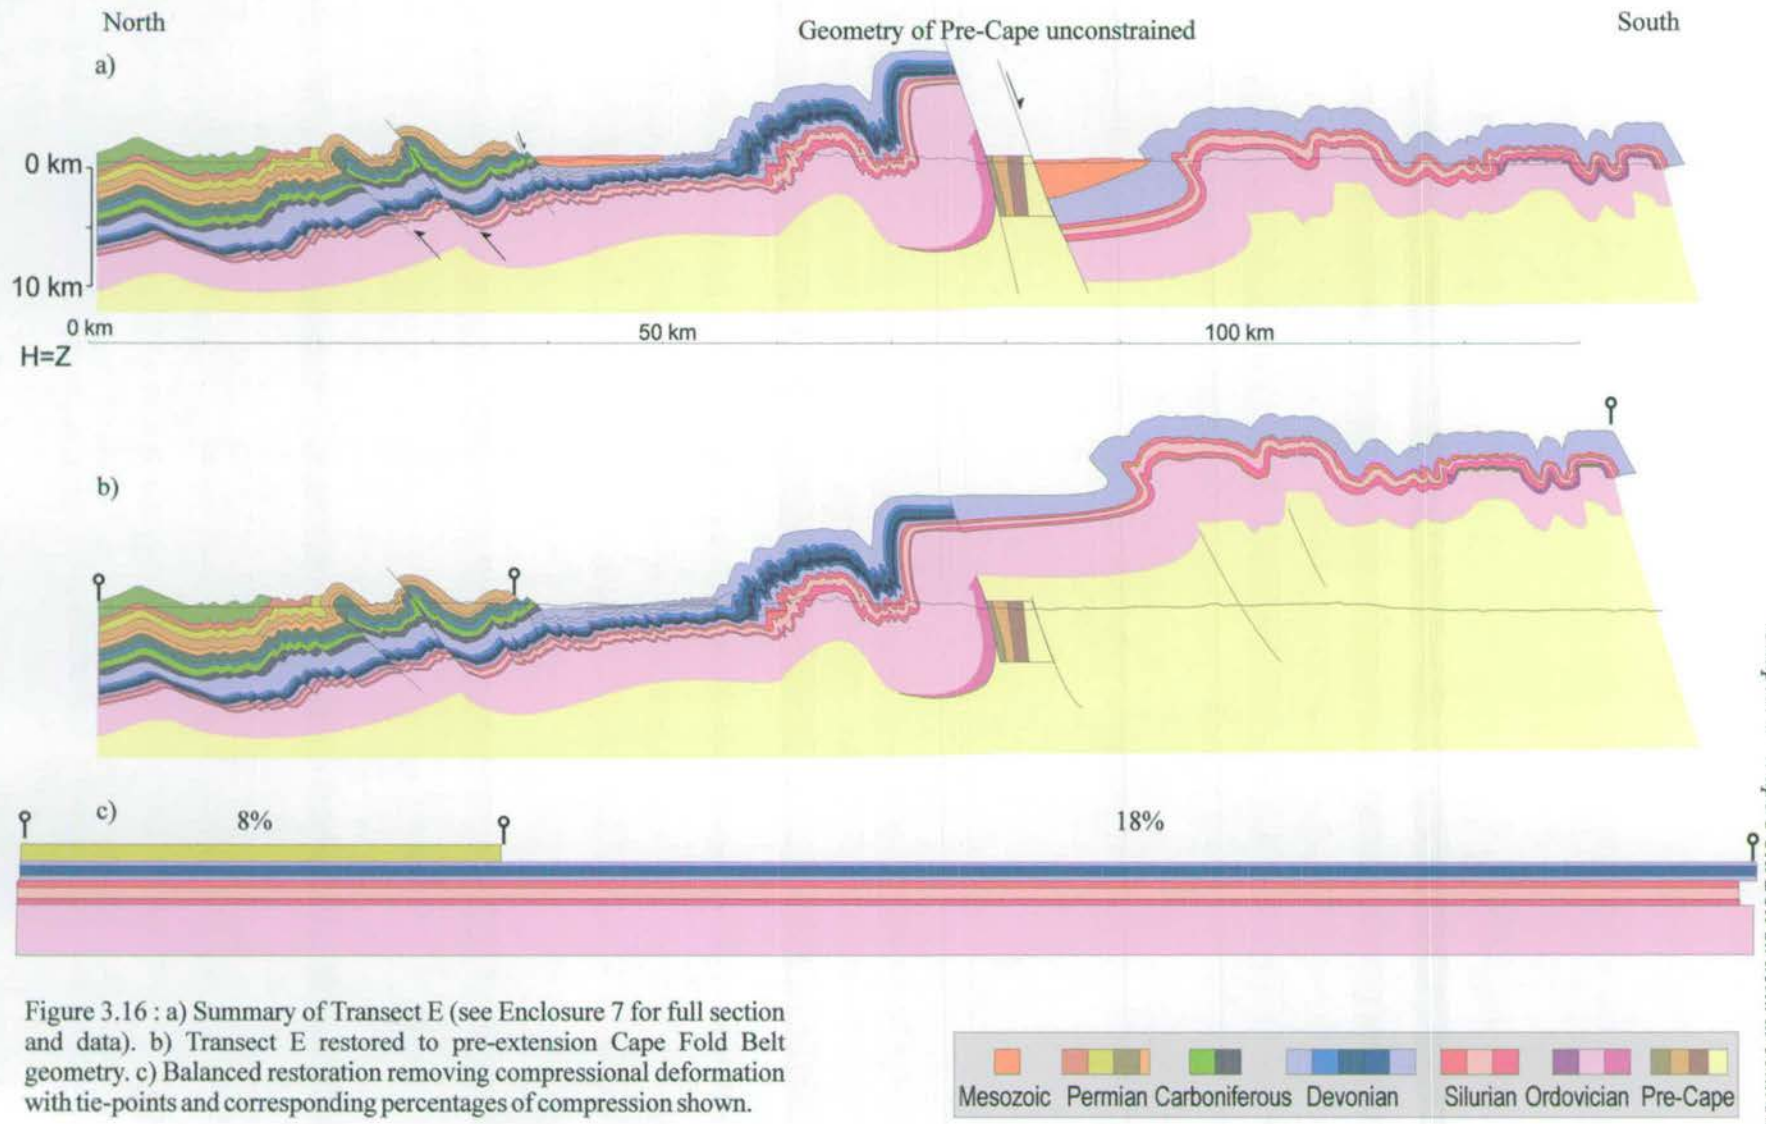 North
Geometry of Pre-Cape unconstrained
South
a)
0 km
10 km
0 km
50 km
100 km
H=Z
b)
c)
8%
18%
Figure 3.16 : a) Summary of Transect E (see Enclosure 7 for full section
and data). b) Transect E restored to pre-extension Cape Fold Belt
geometry. c) Balanced restoration removing compressional deformation
with tie-points and corresponding percentages of compression shown.
Mesozoic
Permian
Carboniferous
Devonian
Silurian
Ordovician
Pre-Cape